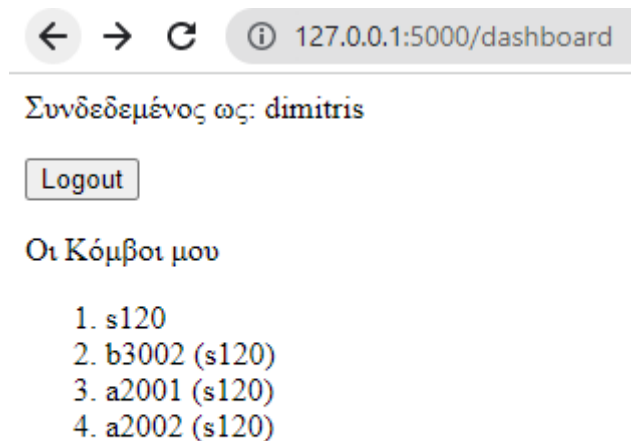 127.0.0.1:5000/dashboard
Συνδεδεμένος ως: dimitris
Logout
Οι Κόμβοι μου
1. s120
2. b3002 (s120)
3. a2001 (s120)
4. a2002 (s120)